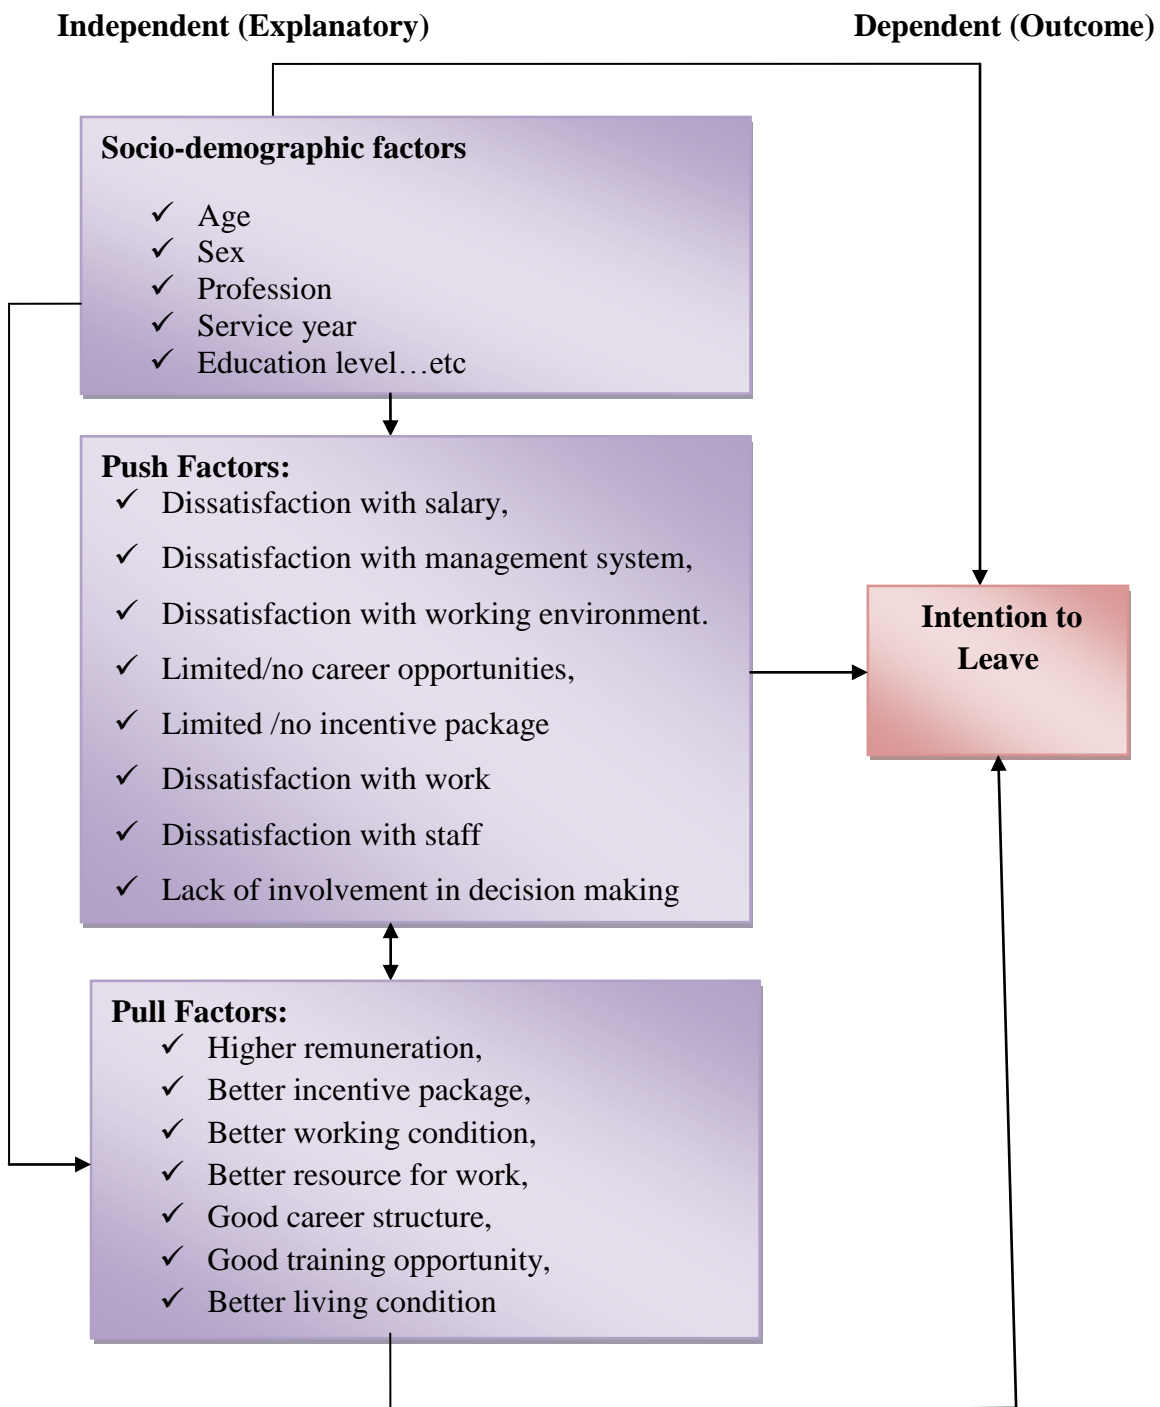 Independent (Explanatory)
Dependent (Outcome)
Socio-demographic factors
✓ Age
✓ Sex
✓ Profession
✓ Service year
✓ Education level…etc
Push Factors:
✓ Dissatisfaction with salary,
✓ Dissatisfaction with management system,
✓ Dissatisfaction with working environment.
✓ Limited/no career opportunities,
✓ Limited /no incentive package
✓ Dissatisfaction with work
✓ Dissatisfaction with staff
✓ Lack of involvement in decision making
Intention to
Leave
Pull Factors:
✓ Higher remuneration,
✓ Better incentive package,
✓ Better working condition,
✓ Better resource for work,
✓ Good career structure,
✓ Good training opportunity,
✓ Better living condition